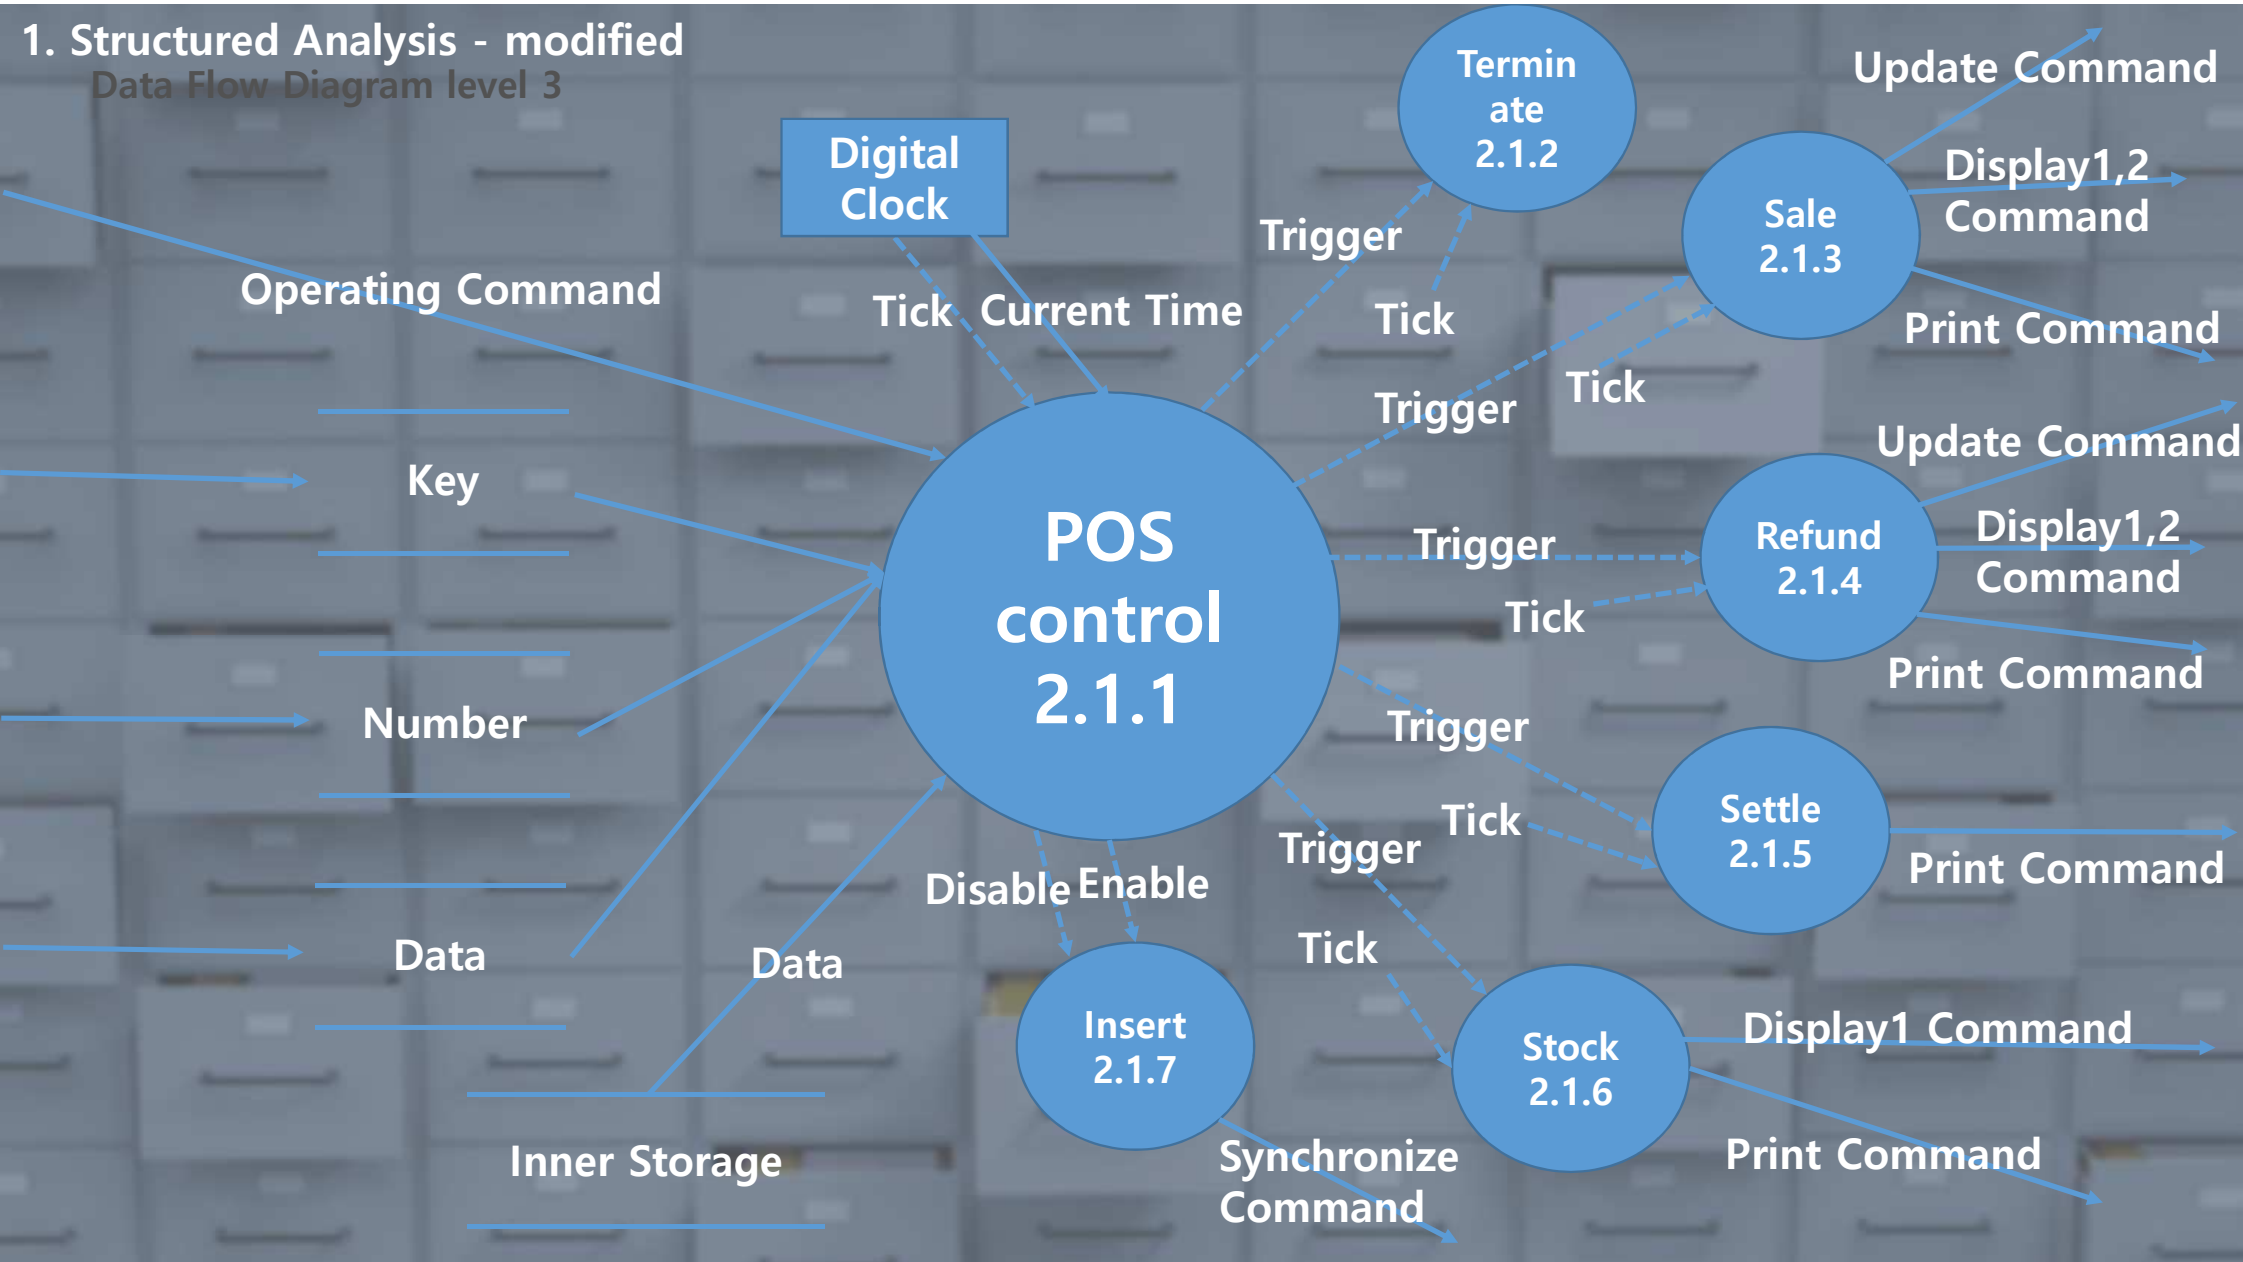 1. Structured Analysis - modified
Data Flow Diagram level 3
Termin
ate
2.1.2
Update Command
Digital
Clock
Display1,2
Command
Sale
2.1.3
Trigger
Operating Command
Tick
Current Time
Tick
Print Command
Tick
Trigger
Update Command
Key
POS
control
2.1.1
Trigger
Refund
2.1.4
Display1,2
Command
Tick
Print Command
Number
Trigger
Settle
2.1.5
Tick
Trigger
Print Command
Disable
Enable
Data
Data
Tick
Insert
2.1.7
Stock
2.1.6
Display1 Command
Inner Storage
Synchronize
Command
Print Command